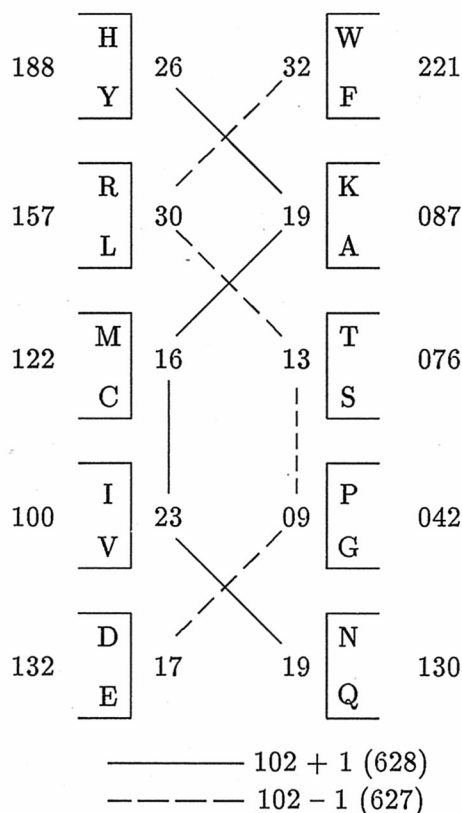 H W
188 26 32 221
Y F
R K
157 30 19 087
L A
M T
122 16 13 076
C S
I P
100 23 09 042
V G
D N
132 17 19 130
E Q
102 + 1 (628)
102 – 1 (627)